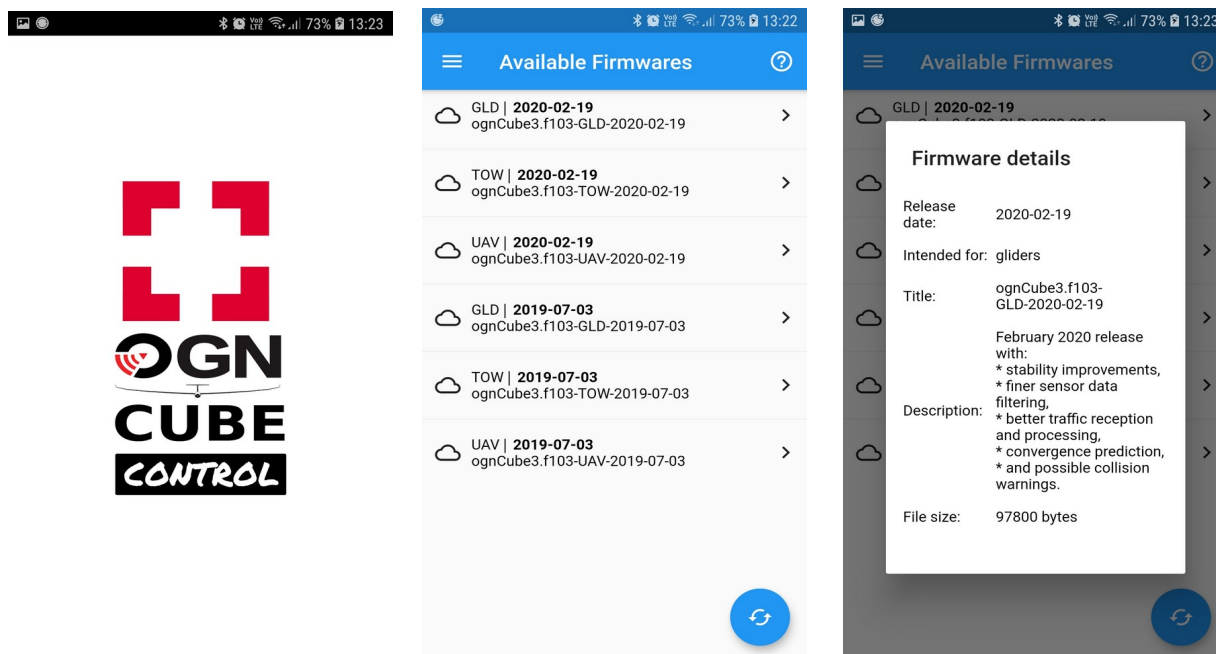 Vo))
LTE
73%
13:23
OGN
CUBE
CONTROL
Vo))
LTE
73%
13:22
Available Firmwares
GLD | 2020-02-19
ognCube3.f103-GLD-2020-02-19
TOW | 2020-02-19
ognCube3.f103-TOW-2020-02-19
UAV | 2020-02-19
ognCube3.f103-UAV-2020-02-19
GLD | 2019-07-03
ognCube3.f103-GLD-2019-07-03
TOW | 2019-07-03
ognCube3.f103-TOW-2019-07-03
UAV | 2019-07-03
ognCube3.f103-UAV-2019-07-03
Vo))
LTE
73%
13:23
Available Firmwares
GLD | 2020-02-19
Firmware details
Release
date:
2020-02-19
Intended for: gliders
Title:
ognCube3.f103-
GLD-2020-02-19
Description:
February 2020 release
with:
* stability improvements,
* finer sensor data
filtering,
* better traffic reception
and processing,
* convergence prediction,
* and possible collision
warnings.
File size: 97800 bytes